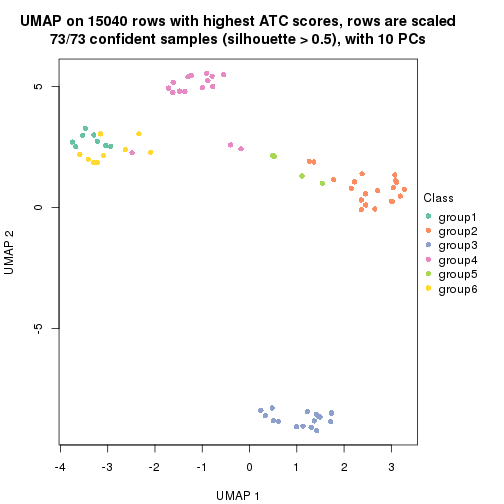 UMAP on 15040 rows with highest ATC scores, rows are scaled
73/73 confident samples (silhouette > 0.5), with 10 PCs
5
0
-5
UMAP 2
-4
-3
-2
-1
0
1
2
3
UMAP 1
Class
group1
group2
group3
group4
group5
group6